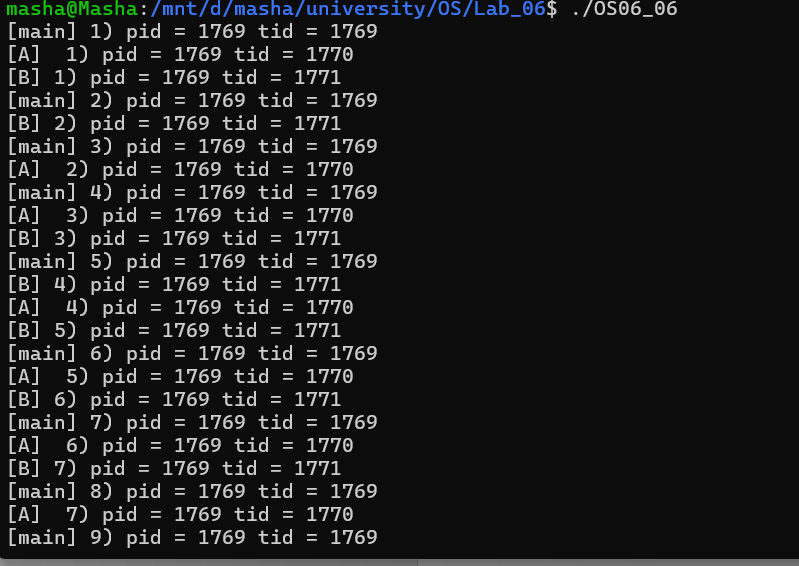 masha@Masha:/mnt/d/masha/university/OS/Lab_06$ ./OS06_06
[main] 1) pid = 1769 tid = 1769
[A]  1) pid = 1769 tid = 1770
[B] 1) pid = 1769 tid = 1771
[main] 2) pid = 1769 tid = 1769
[B] 2) pid = 1769 tid = 1771
[main] 3) pid = 1769 tid = 1769
[A]  2) pid = 1769 tid = 1770
[main] 4) pid = 1769 tid = 1769
[A]  3) pid = 1769 tid = 1770
[B] 3) pid = 1769 tid = 1771
[main] 5) pid = 1769 tid = 1769
[B] 4) pid = 1769 tid = 1771
[A]  4) pid = 1769 tid = 1770
[B] 5) pid = 1769 tid = 1771
[main] 6) pid = 1769 tid = 1769
[A]  5) pid = 1769 tid = 1770
[B] 6) pid = 1769 tid = 1771
[main] 7) pid = 1769 tid = 1769
[A]  6) pid = 1769 tid = 1770
[B] 7) pid = 1769 tid = 1771
[main] 8) pid = 1769 tid = 1769
[A]  7) pid = 1769 tid = 1770
[main] 9) pid = 1769 tid = 1769